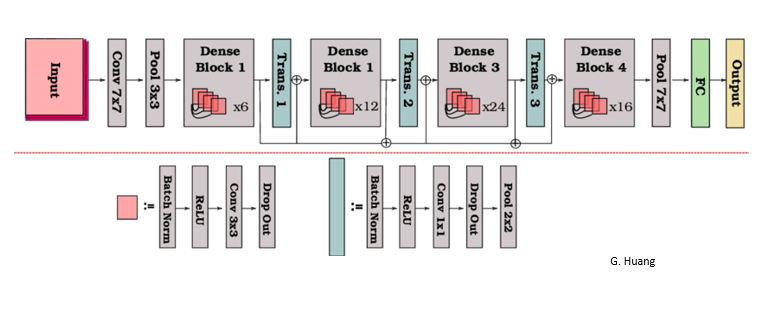 Input
Conv 7x7
Pool 3x3
Dense
Block 1
x6
Trans. 1
Dense
Block 1
x12
Trans. 2
Dense
Block 3
x24
Trans. 3
Dense
Block 4
x16
Pool 7x7
FC
Output
:=
Batch Norm
ReLU
Conv 3x3
Drop Out
:=
Batch Norm
ReLU
Conv 1x1
Drop Out
Pool 2x2
G. Huang